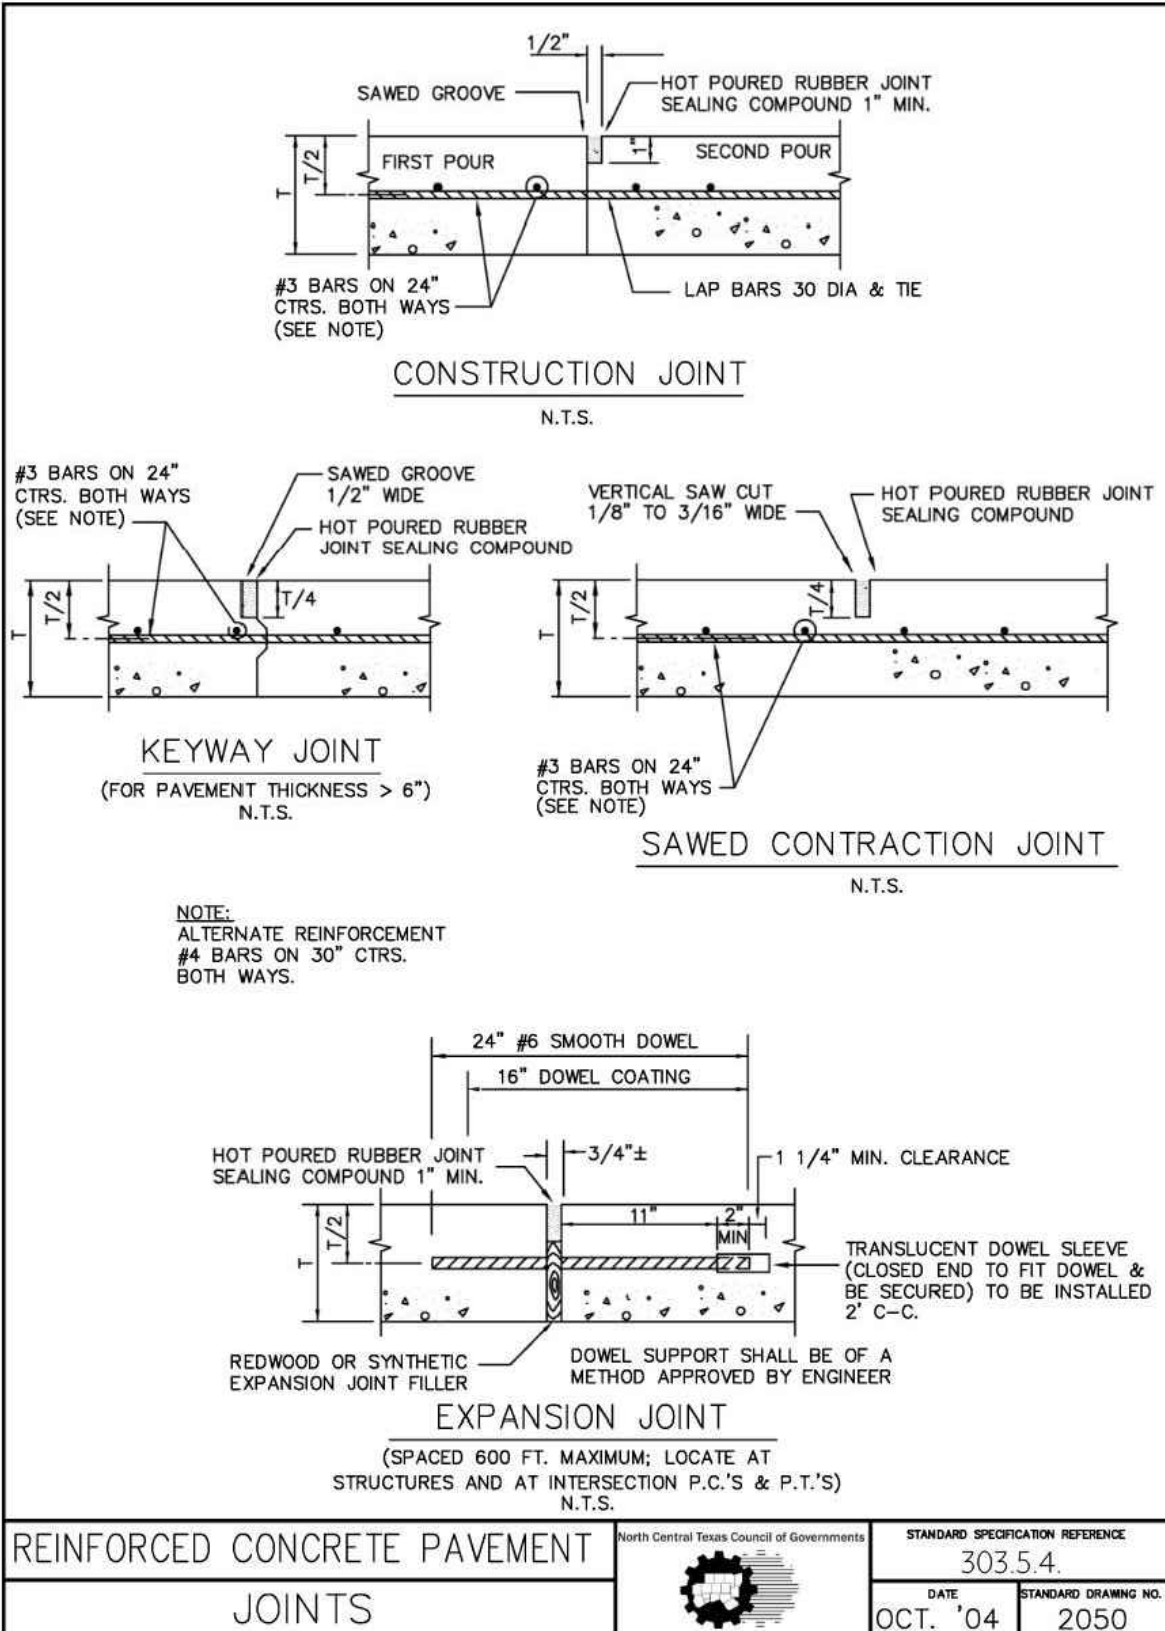 1/2"
SAWED GROOVE
HOT POURED RUBBER JOINT
SEALING COMPOUND 1" MIN.
T
T/2
FIRST POUR
1"
SECOND POUR
#3 BARS ON 24"
CTRS. BOTH WAYS
(SEE NOTE)
LAP BARS 30 DIA & TIE
CONSTRUCTION JOINT
N.T.S.
#3 BARS ON 24"
CTRS. BOTH WAYS
(SEE NOTE)
SAWED GROOVE
1/2" WIDE
HOT POURED RUBBER
JOINT SEALING COMPOUND
T
T/2
T/4
KEYWAY JOINT
(FOR PAVEMENT THICKNESS > 6")
N.T.S.
VERTICAL SAW CUT
1/8" TO 3/16" WIDE
HOT POURED RUBBER JOINT
SEALING COMPOUND
T
T/2
T/4
#3 BARS ON 24"
CTRS. BOTH WAYS
(SEE NOTE)
SAWED CONTRACTION JOINT
N.T.S.
NOTE:
ALTERNATE REINFORCEMENT
#4 BARS ON 30" CTRS.
BOTH WAYS.
24" #6 SMOOTH DOWEL
16" DOWEL COATING
HOT POURED RUBBER JOINT
SEALING COMPOUND 1" MIN.
3/4"±
1 1/4" MIN. CLEARANCE
T
T/2
11"
2"
MIN
TRANSLUCENT DOWEL SLEEVE
(CLOSED END TO FIT DOWEL &
BE SECURED) TO BE INSTALLED
2' C-C.
REDWOOD OR SYNTHETIC
EXPANSION JOINT FILLER
DOWEL SUPPORT SHALL BE OF A
METHOD APPROVED BY ENGINEER
EXPANSION JOINT
(SPACED 600 FT. MAXIMUM; LOCATE AT
STRUCTURES AND AT INTERSECTION P.C.'S & P.T.'S)
N.T.S.
REINFORCED CONCRETE PAVEMENT
JOINTS
North Central Texas Council of Governments
STANDARD SPECIFICATION REFERENCE
303.5.4.
DATE
OCT. '04
STANDARD DRAWING NO.
2050